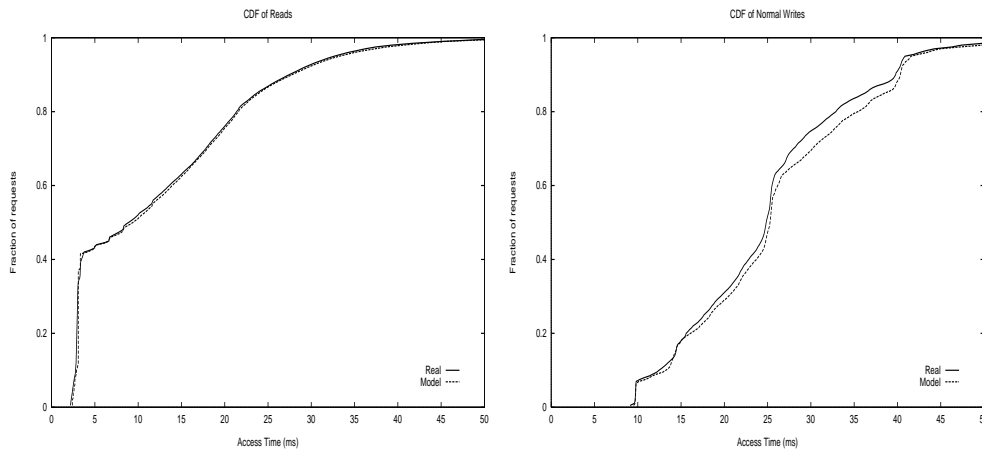 CDF of Reads
1
0.8
0.6
0.4
0.2
0
Fraction of requests
0 5 10 15 20 25 30 35 40 45 50
Access Time (ms)
Real
Model
CDF of Normal Writes
1
0.8
0.6
0.4
0.2
0
Fraction of requests
0 5 10 15 20 25 30 35 40 45 50
Access Time (ms)
Real
Model